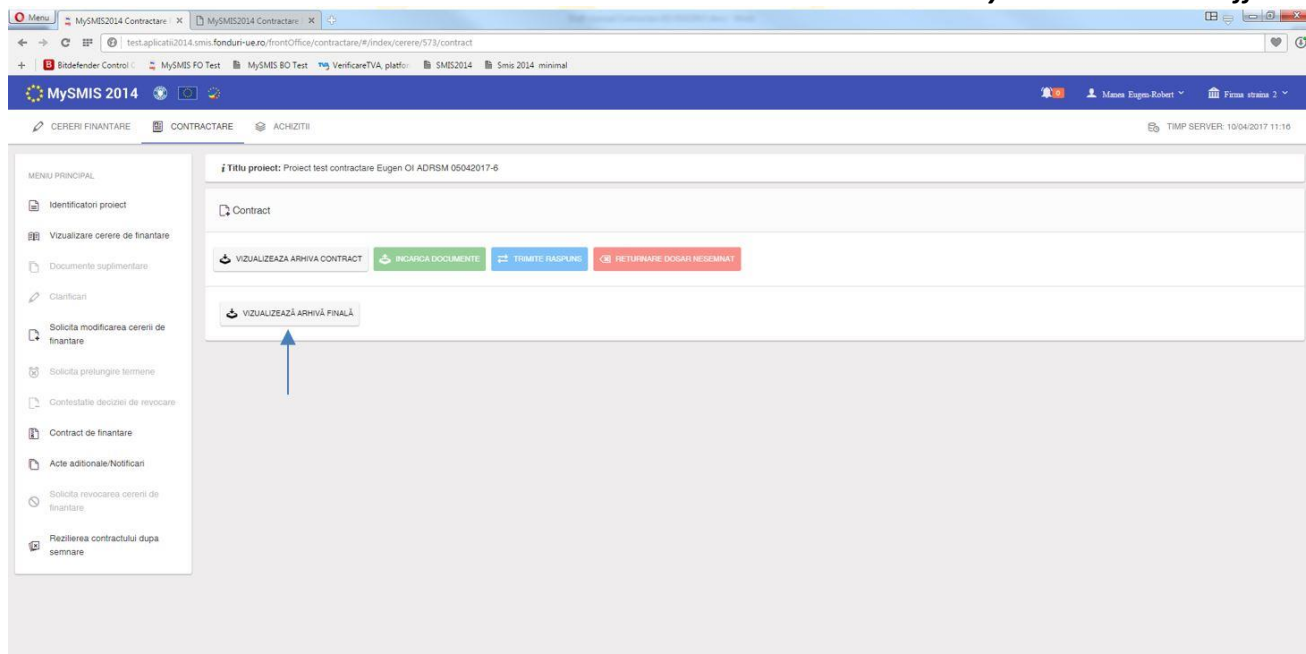 Menu
MySMIS2014 Contractare
MySMIS2014 Contractare
test.aplicatii2014.smis.fonduri-ue.ro/frontOffice/contractare/#/index/cerere/573/contract
Bitdefender Control C
MySMIS FO Test
MySMIS BO Test
VerificareTVA, platfor
SMIS2014
Smis 2014 minimal
MySMIS 2014
0
Manea Eugen-Robert
Firma straina 2
CERERI FINANTARE
CONTRACTARE
ACHIZITII
TIMP SERVER: 10/04/2017 11:16
MENIU PRINCIPAL
Identificatori proiect
Vizualizare cerere de finantare
Documente suplimentare
Clarificari
Solicita modificarea cererii de
finantare
Solicita prelungire termene
Contestatie deciziei de revocare
Contract de finantare
Acte aditionale/Notificari
Solicita revocarea cererii de
finantare
Rezilierea contractului dupa
semnare
i Titlu proiect: Proiect test contractare Eugen OI ADRSM 05042017-6
Contract
VIZUALIZEAZA ARHIVA CONTRACT
INCARCA DOCUMENTE
TRIMITE RASPUNS
RETURNARE DOSAR NESEMNAT
VIZUALIZEAZĂ ARHIVĂ FINALĂ